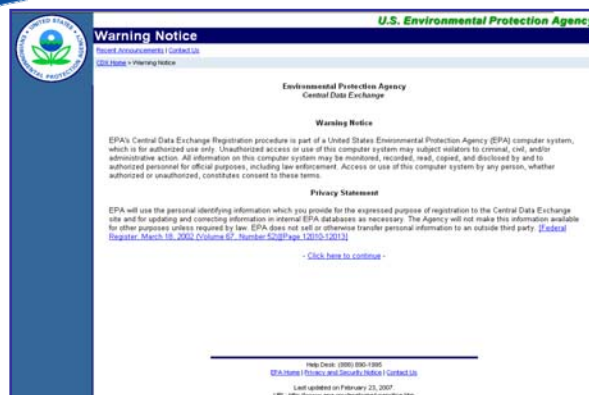 U.S. Environmental Protection Agency
Warning Notice
Recent Announcements | Contact Us
CDX Home > Warning Notice
Environmental Protection Agency
Central Data Exchange
Warning Notice
EPA's Central Data Exchange Registration procedure is part of a United States Environmental Protection Agency (EPA) computer system,
which is for authorized use only. Unauthorized access or use of this computer system may subject violators to criminal, civil, and/or
administrative action. All information on this computer system may be monitored, recorded, read, copied, and disclosed by and to
authorized personnel for official purposes, including law enforcement. Access or use of this computer system by any person, whether
authorized or unauthorized, constitutes consent to these terms.
Privacy Statement
EPA will use the personal identifying information which you provide for the expressed purpose of registration to the Central Data Exchange
site and for updating and correcting information in internal EPA databases as necessary. The Agency will not make this information available
for other purposes unless required by law. EPA does not sell or otherwise transfer personal information to an outside third party. [Federal
Register: March 18, 2002 (Volume 67, Number 52)][Page 12010-12013]
- Click here to continue -
Help Desk: (888) 890-1995
EPA Home | Privacy and Security Notice | Contact Us
Last updated on February 23, 2007.